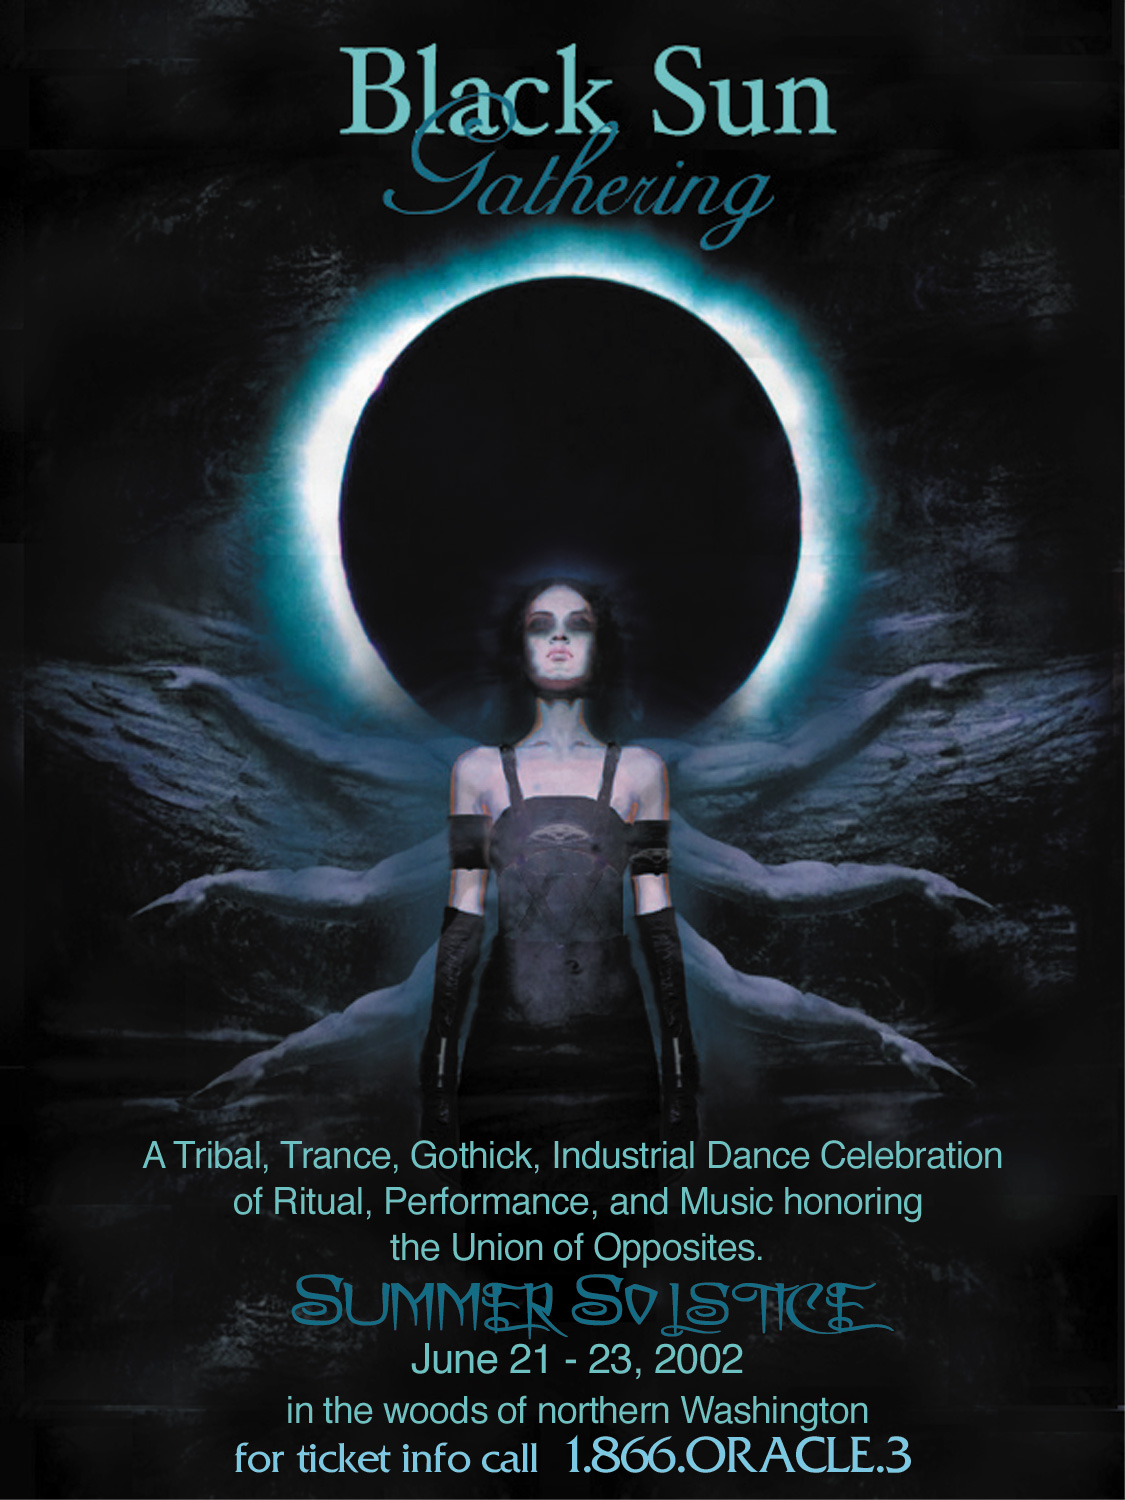 Black Sun
Gathering
A Tribal, Trance, Gothick, Industrial Dance Celebration
of Ritual, Performance, and Music honoring
the Union of Opposites.
SUMMER SOLSTICE
June 21 - 23, 2002
in the woods of northern Washington
for ticket info call 1.866.ORACLE.3